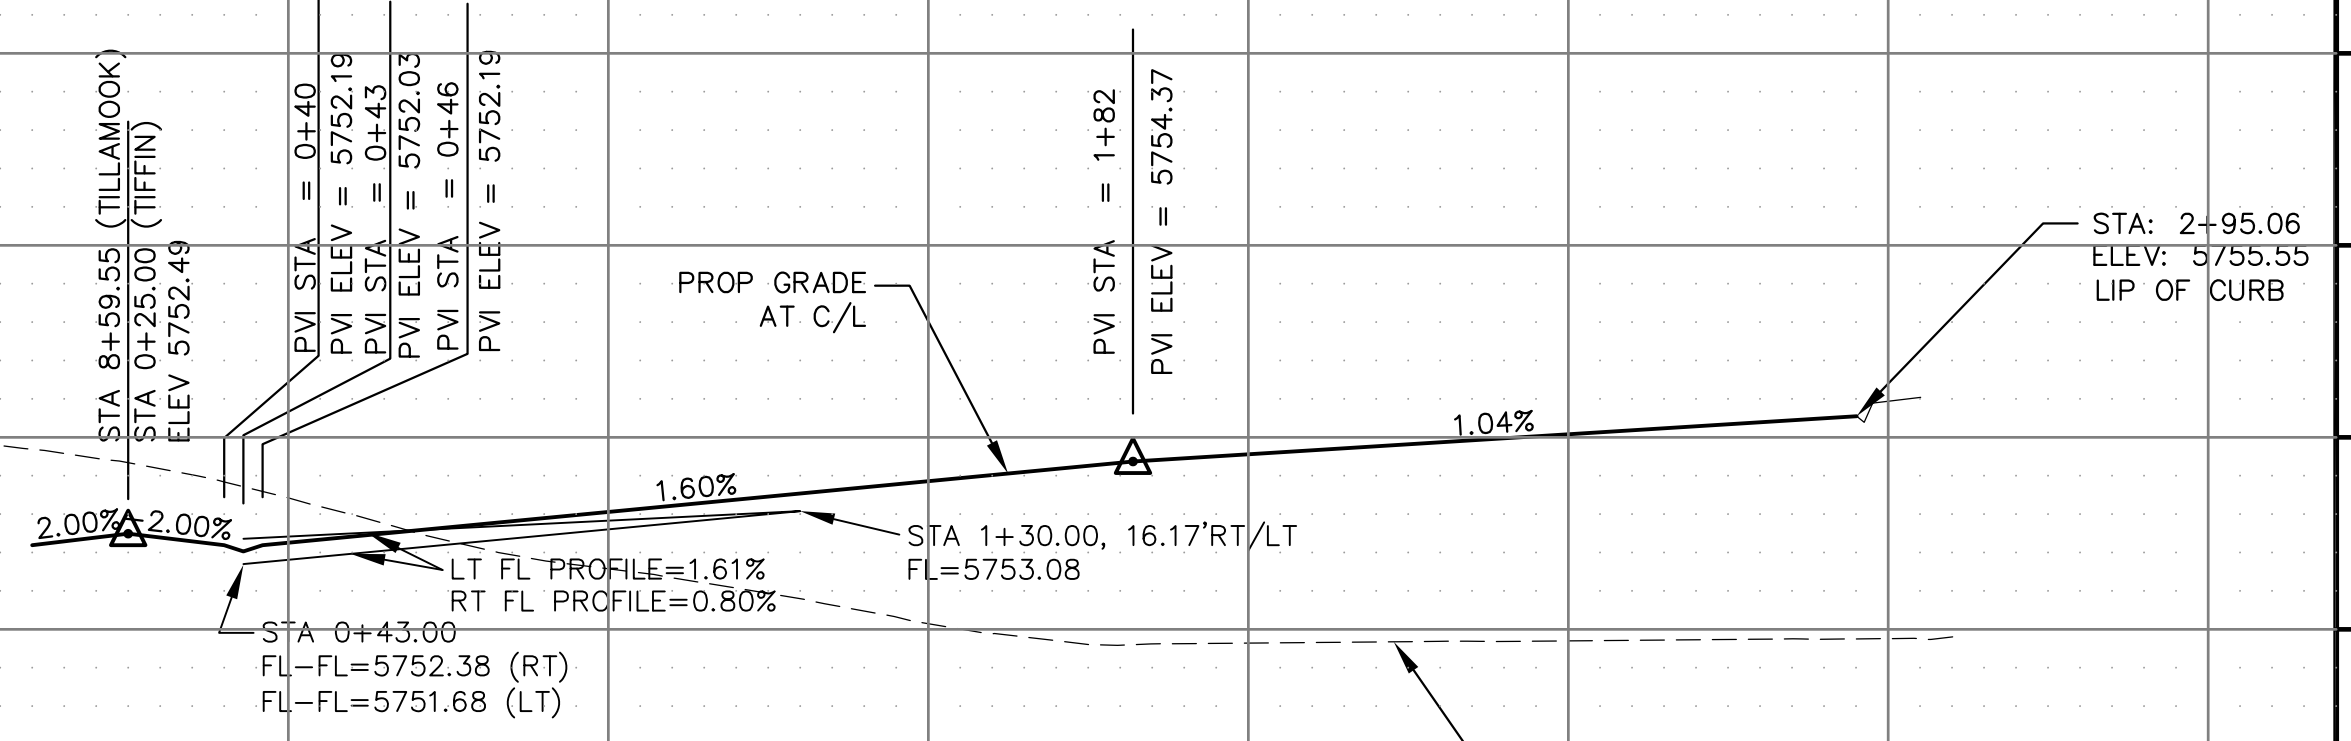 STA 8+59.55 (TILLAMOOK)
STA 0+25.00 (TIFFIN)
ELEV 5752.49
PVI STA = 0+40
PVI ELEV = 5752.19
PVI STA = 0+43
PVI ELEV = 5752.03
PVI STA = 0+46
PVI ELEV = 5752.19
PVI STA = 1+82
PVI ELEV = 5754.37
STA: 2+95.06
ELEV: 5755.55
LIP OF CURB
PROP GRADE
AT C/L
1.04%
1.60%
2.00%
-2.00%
STA 1+30.00, 16.17'RT/LT
FL=5753.08
LT FL PROFILE=1.61%
RT FL PROFILE=0.80%
STA 0+43.00
FL-FL=5752.38 (RT)
FL-FL=5751.68 (LT)